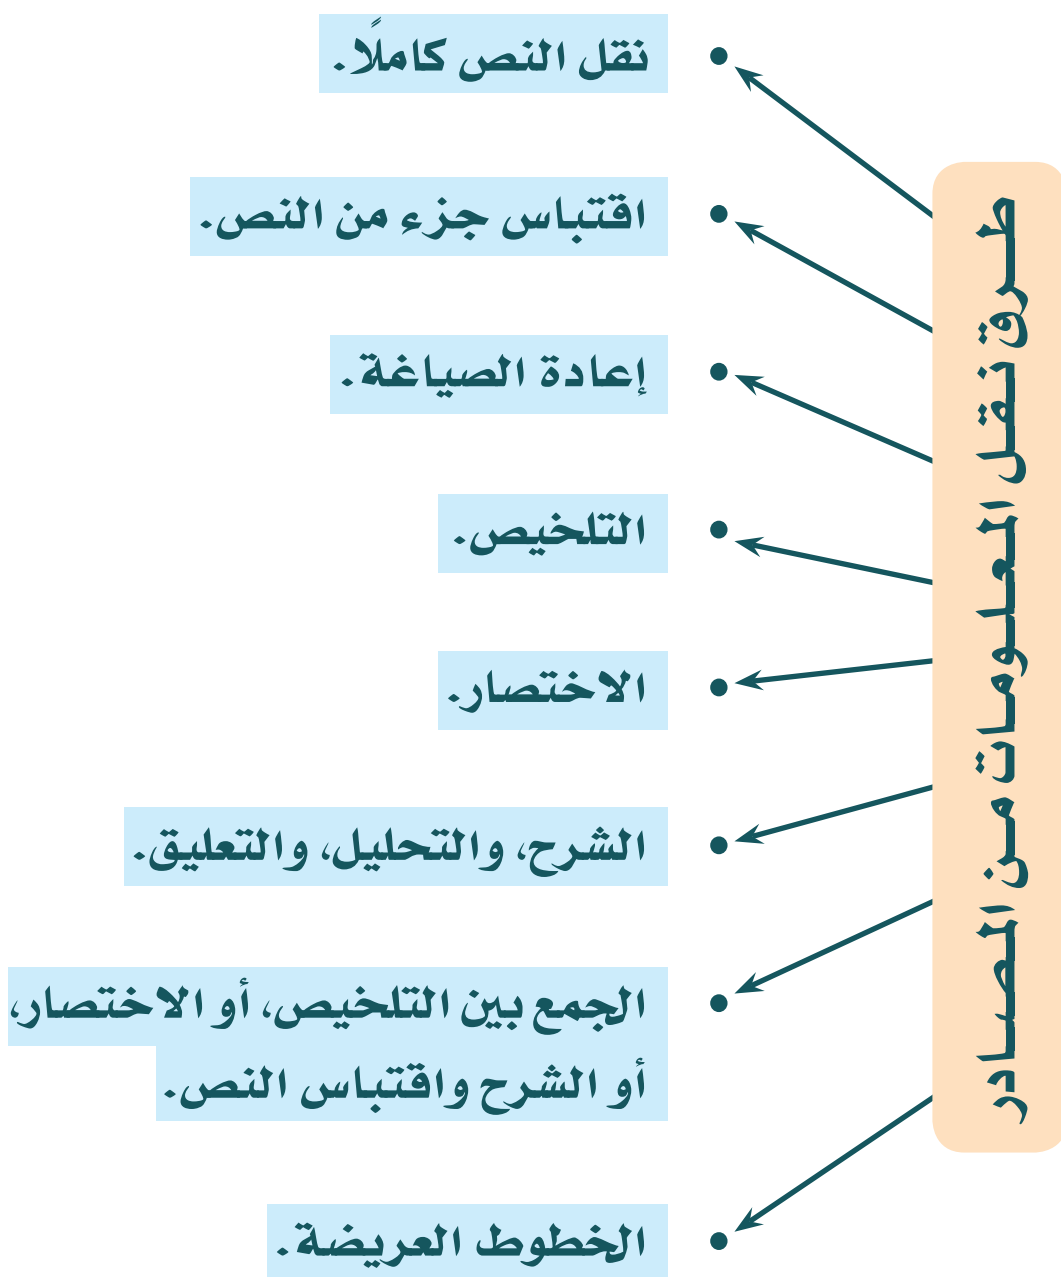 طرق نقل المعلومات من المصادر
نقل النص كاملًا.
اقتباس جزء من النص.
إعادة الصياغة.
التلخيص.
الاختصار.
الشرح، والتحليل، والتعليق.
الجمع بين التلخيص، أو الاختصار،
أو الشرح واقتباس النص.
الخطوط العريضة.